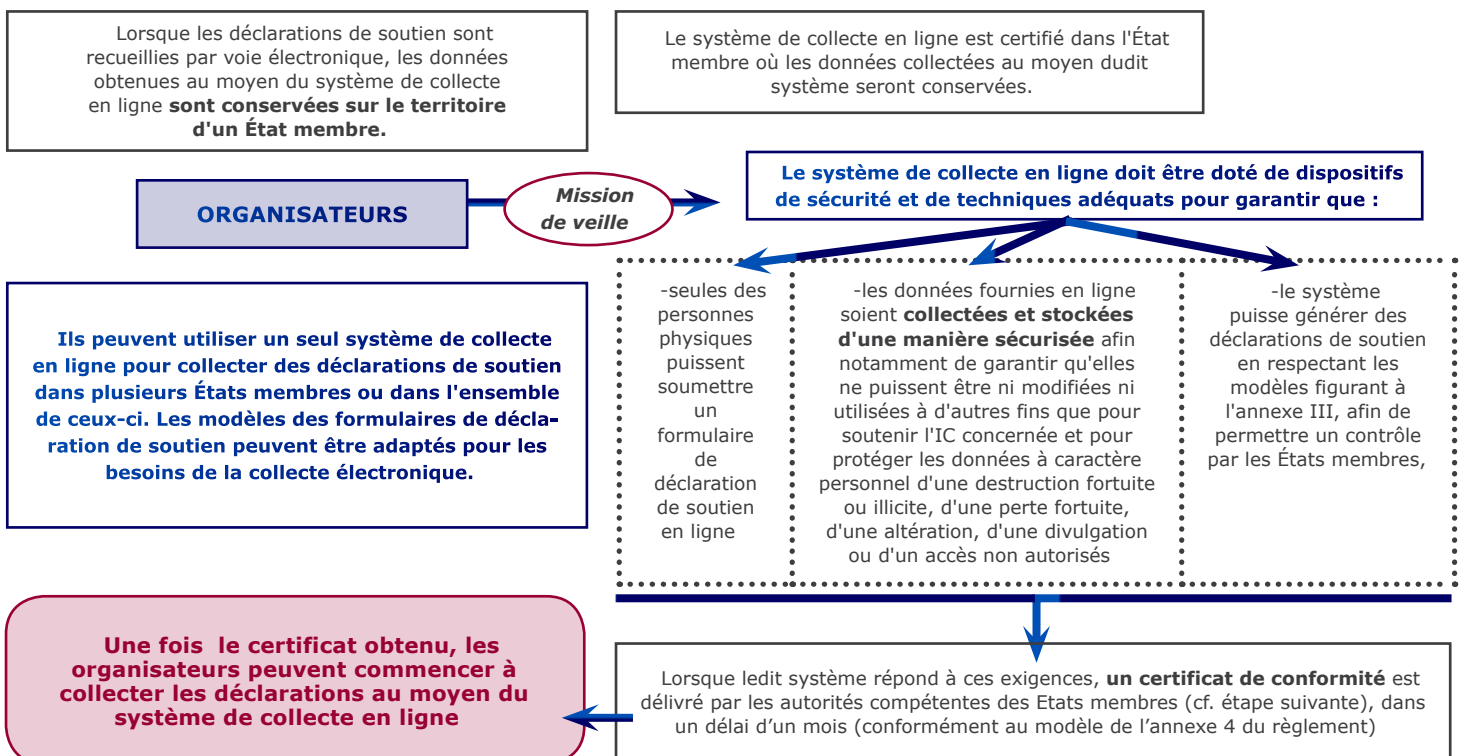 Lorsque les déclarations de soutien sont
recueillies par voie électronique, les données
obtenues au moyen du système de collecte
en ligne sont conservées sur le territoire
d'un État membre.
Le système de collecte en ligne est certifié dans l'État
membre où les données collectées au moyen dudit
système seront conservées.
ORGANISATEURS
Mission
de veille
Le système de collecte en ligne doit être doté de dispositifs
de sécurité et de techniques adéquats pour garantir que :
Ils peuvent utiliser un seul système de collecte
en ligne pour collecter des déclarations de soutien
dans plusieurs États membres ou dans l'ensemble
de ceux-ci. Les modèles des formulaires de décla-
ration de soutien peuvent être adaptés pour les
besoins de la collecte électronique.
-seules des
personnes
physiques
puissent
soumettre
un
formulaire
de
déclaration
de soutien
en ligne
-les données fournies en ligne
soient collectées et stockées
d'une manière sécurisée afin
notamment de garantir qu'elles
ne puissent être ni modifiées ni
utilisées à d'autres fins que pour
soutenir l'IC concernée et pour
protéger les données à caractère
personnel d'une destruction fortuite
ou illicite, d'une perte fortuite,
d'une altération, d'une divulgation
ou d'un accès non autorisés
-le système
puisse générer des
déclarations de soutien
en respectant les
modèles figurant à
l'annexe III, afin de
permettre un contrôle
par les États membres,
Une fois le certificat obtenu, les
organisateurs peuvent commencer à
collecter les déclarations au moyen du
système de collecte en ligne
Lorsque ledit système répond à ces exigences, un certificat de conformité est
délivré par les autorités compétentes des Etats membres (cf. étape suivante), dans
un délai d’un mois (conformément au modèle de l’annexe 4 du règlement)